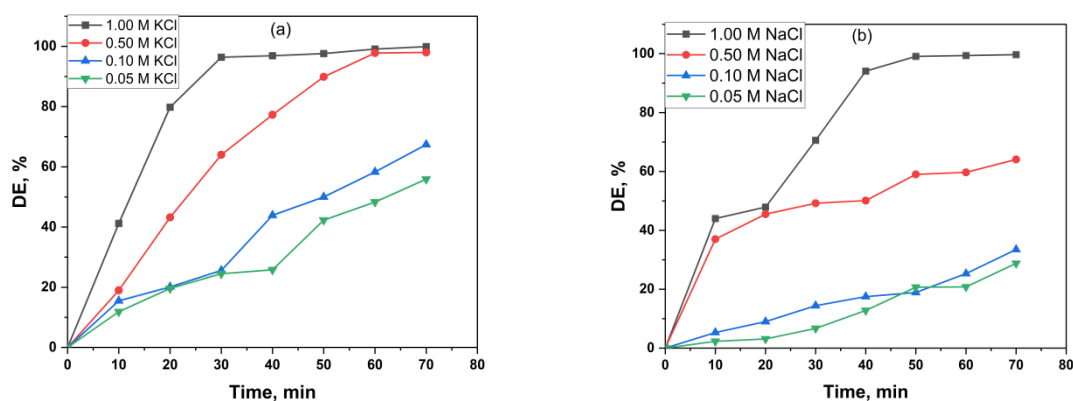 (a)
1.00 M KCl
0.50 M KCl
0.10 M KCl
0.05 M KCl
100
80
60
40
20
0
DE, %
0 10 20 30 40 50 60 70 80
Time, min
(b)
1.00 M NaCl
0.50 M NaCl
0.10 M NaCl
0.05 M NaCl
100
80
60
40
20
0
DE, %
0 10 20 30 40 50 60 70 80
Time, min